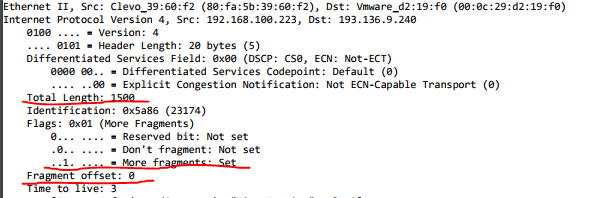 Ethernet II, Src: Clevo_39:60:f2 (80:fa:5b:39:60:f2), Dst: Vmware_d2:19:f0 (00:0c:29:d2:19:f0)
Internet Protocol Version 4, Src: 192.168.100.223, Dst: 193.136.9.240
0100 .... = Version: 4
.... 0101 = Header Length: 20 bytes (5)
Differentiated Services Field: 0x00 (DSCP: CS0, ECN: Not-ECT)
0000 00.. = Differentiated Services Codepoint: Default (0)
.... ..00 = Explicit Congestion Notification: Not ECN-Capable Transport (0)
Total Length: 1500
Identification: 0x5a86 (23174)
Flags: 0x01 (More Fragments)
0... .... = Reserved bit: Not set
.0.. .... = Don't fragment: Not set
..1. .... = More fragments: Set
Fragment offset: 0
Time to live: 3